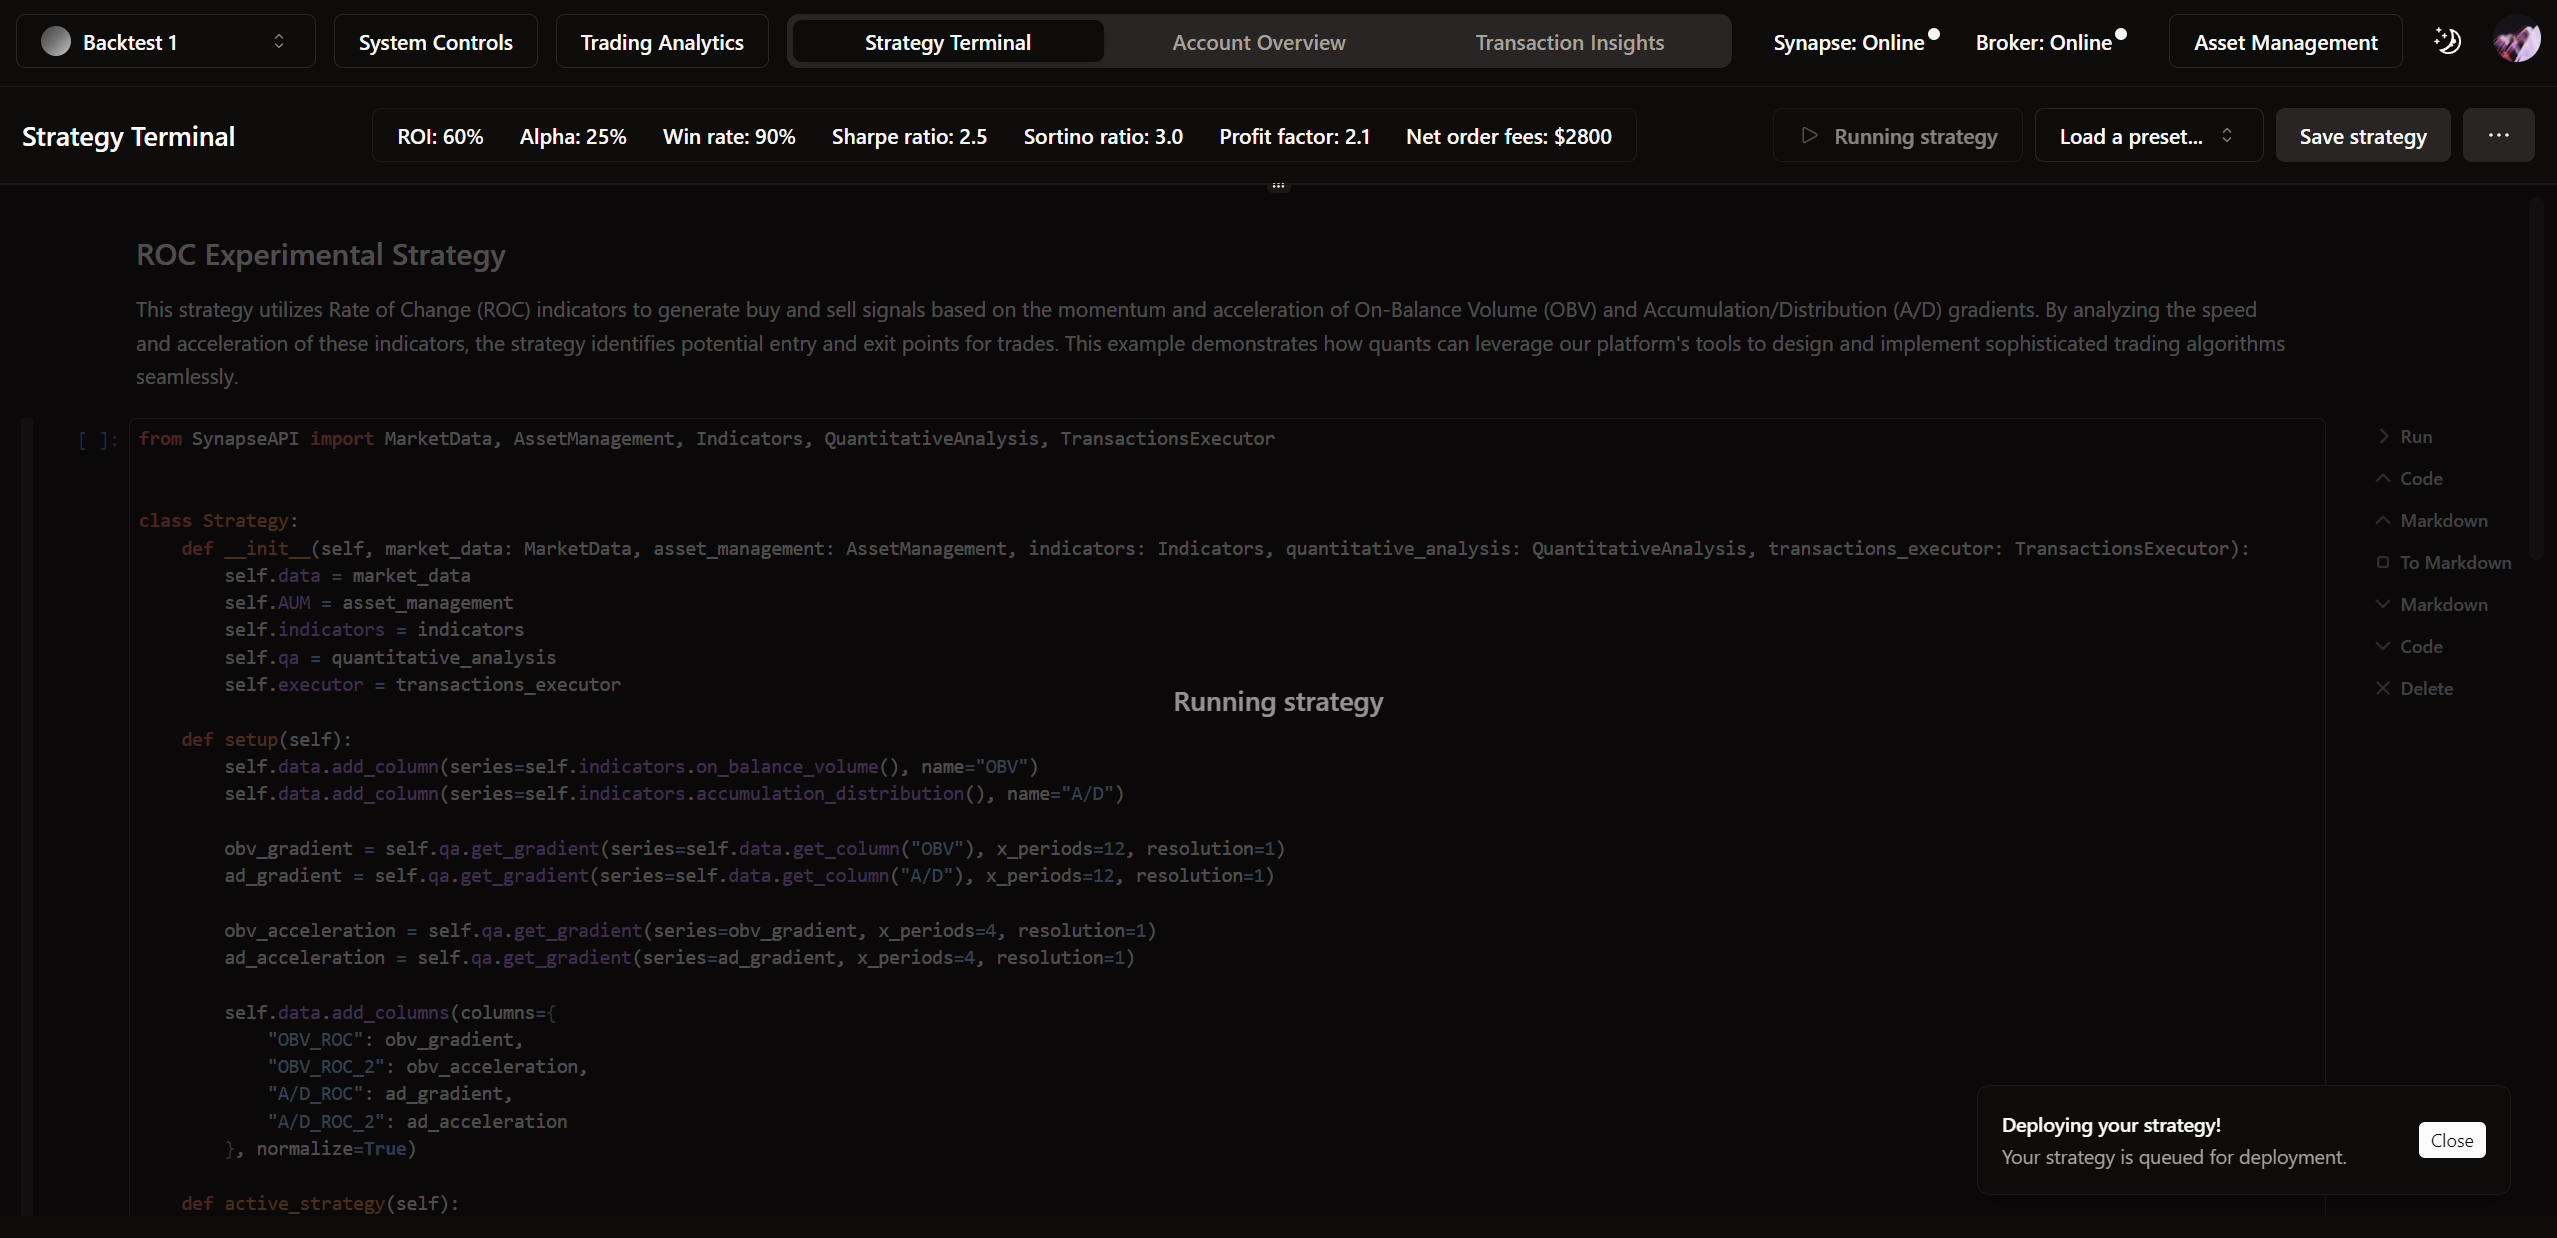 Backtest 1
System Controls
Trading Analytics
Strategy Terminal
Account Overview
Transaction Insights
Synapse: Online
Broker: Online
Asset Management
Strategy Terminal
ROI: 60%
Alpha: 25%
Win rate: 90%
Sharpe ratio: 2.5
Sortino ratio: 3.0
Profit factor: 2.1
Net order fees: $2800
Running strategy
Load a preset...
Save strategy
ROC Experimental Strategy
This strategy utilizes Rate of Change (ROC) indicators to generate buy and sell signals based on the momentum and acceleration of On-Balance Volume (OBV) and Accumulation/Distribution (A/D) gradients. By analyzing the speed
and acceleration of these indicators, the strategy identifies potential entry and exit points for trades. This example demonstrates how quants can leverage our platform's tools to design and implement sophisticated trading algorithms
seamlessly.
[ ]:
from SynapseAPI import MarketData, AssetManagement, Indicators, QuantitativeAnalysis, TransactionsExecutor
class Strategy:
    def __init__(self, market_data: MarketData, asset_management: AssetManagement, indicators: Indicators, quantitative_analysis: QuantitativeAnalysis, transactions_executor: TransactionsExecutor):
        self.data = market_data
        self.AUM = asset_management
        self.indicators = indicators
        self.qa = quantitative_analysis
        self.executor = transactions_executor
    def setup(self):
        self.data.add_column(series=self.indicators.on_balance_volume(), name="OBV")
        self.data.add_column(series=self.indicators.accumulation_distribution(), name="A/D")
        obv_gradient = self.qa.get_gradient(series=self.data.get_column("OBV"), x_periods=12, resolution=1)
        ad_gradient = self.qa.get_gradient(series=self.data.get_column("A/D"), x_periods=12, resolution=1)
        obv_acceleration = self.qa.get_gradient(series=obv_gradient, x_periods=4, resolution=1)
        ad_acceleration = self.qa.get_gradient(series=ad_gradient, x_periods=4, resolution=1)
        self.data.add_columns(columns={
            "OBV_ROC": obv_gradient,
            "OBV_ROC_2": obv_acceleration,
            "A/D_ROC": ad_gradient,
            "A/D_ROC_2": ad_acceleration
        }, normalize=True)
    def active_strategy(self):
Running strategy
Run
Code
Markdown
To Markdown
Markdown
Code
Delete
Deploying your strategy!
Your strategy is queued for deployment.
Close